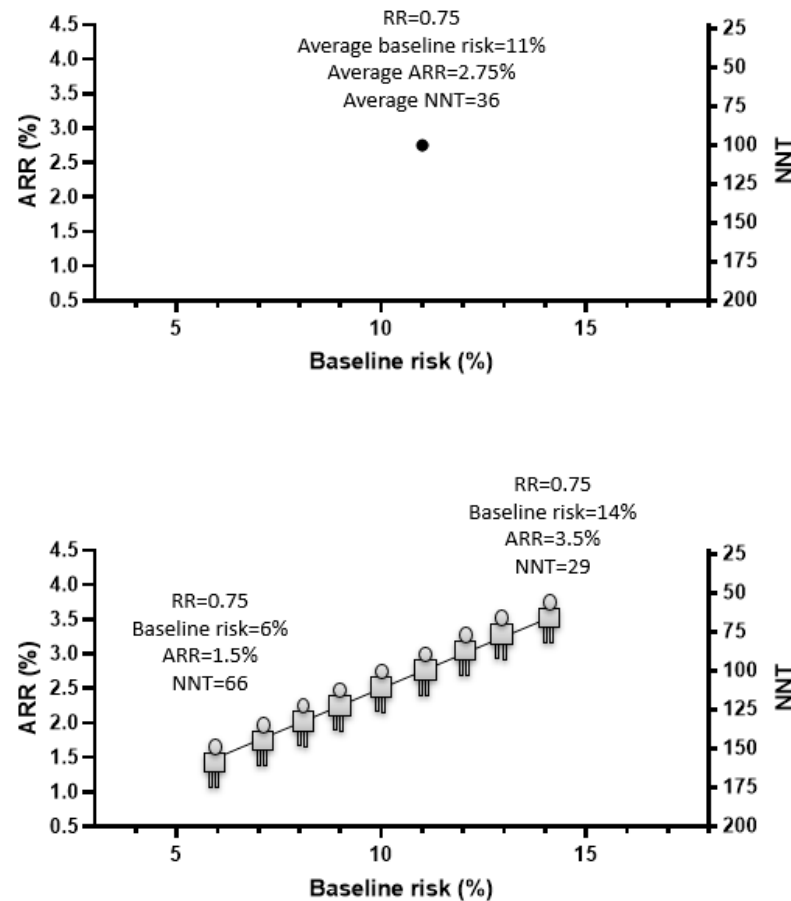 RR=0.75
Average baseline risk=11%
Average ARR=2.75%
Average NNT=36
ARR (%)
4.5
4.0
3.5
3.0
2.5
2.0
1.5
1.0
0.5
25
50
75
100
125
150
175
200
NNT
5
10
15
Baseline risk (%)
RR=0.75
Baseline risk=14%
ARR=3.5%
NNT=29
RR=0.75
Baseline risk=6%
ARR=1.5%
NNT=66
ARR (%)
4.5
4.0
3.5
3.0
2.5
2.0
1.5
1.0
0.5
25
50
75
100
125
150
175
200
NNT
5
10
15
Baseline risk (%)